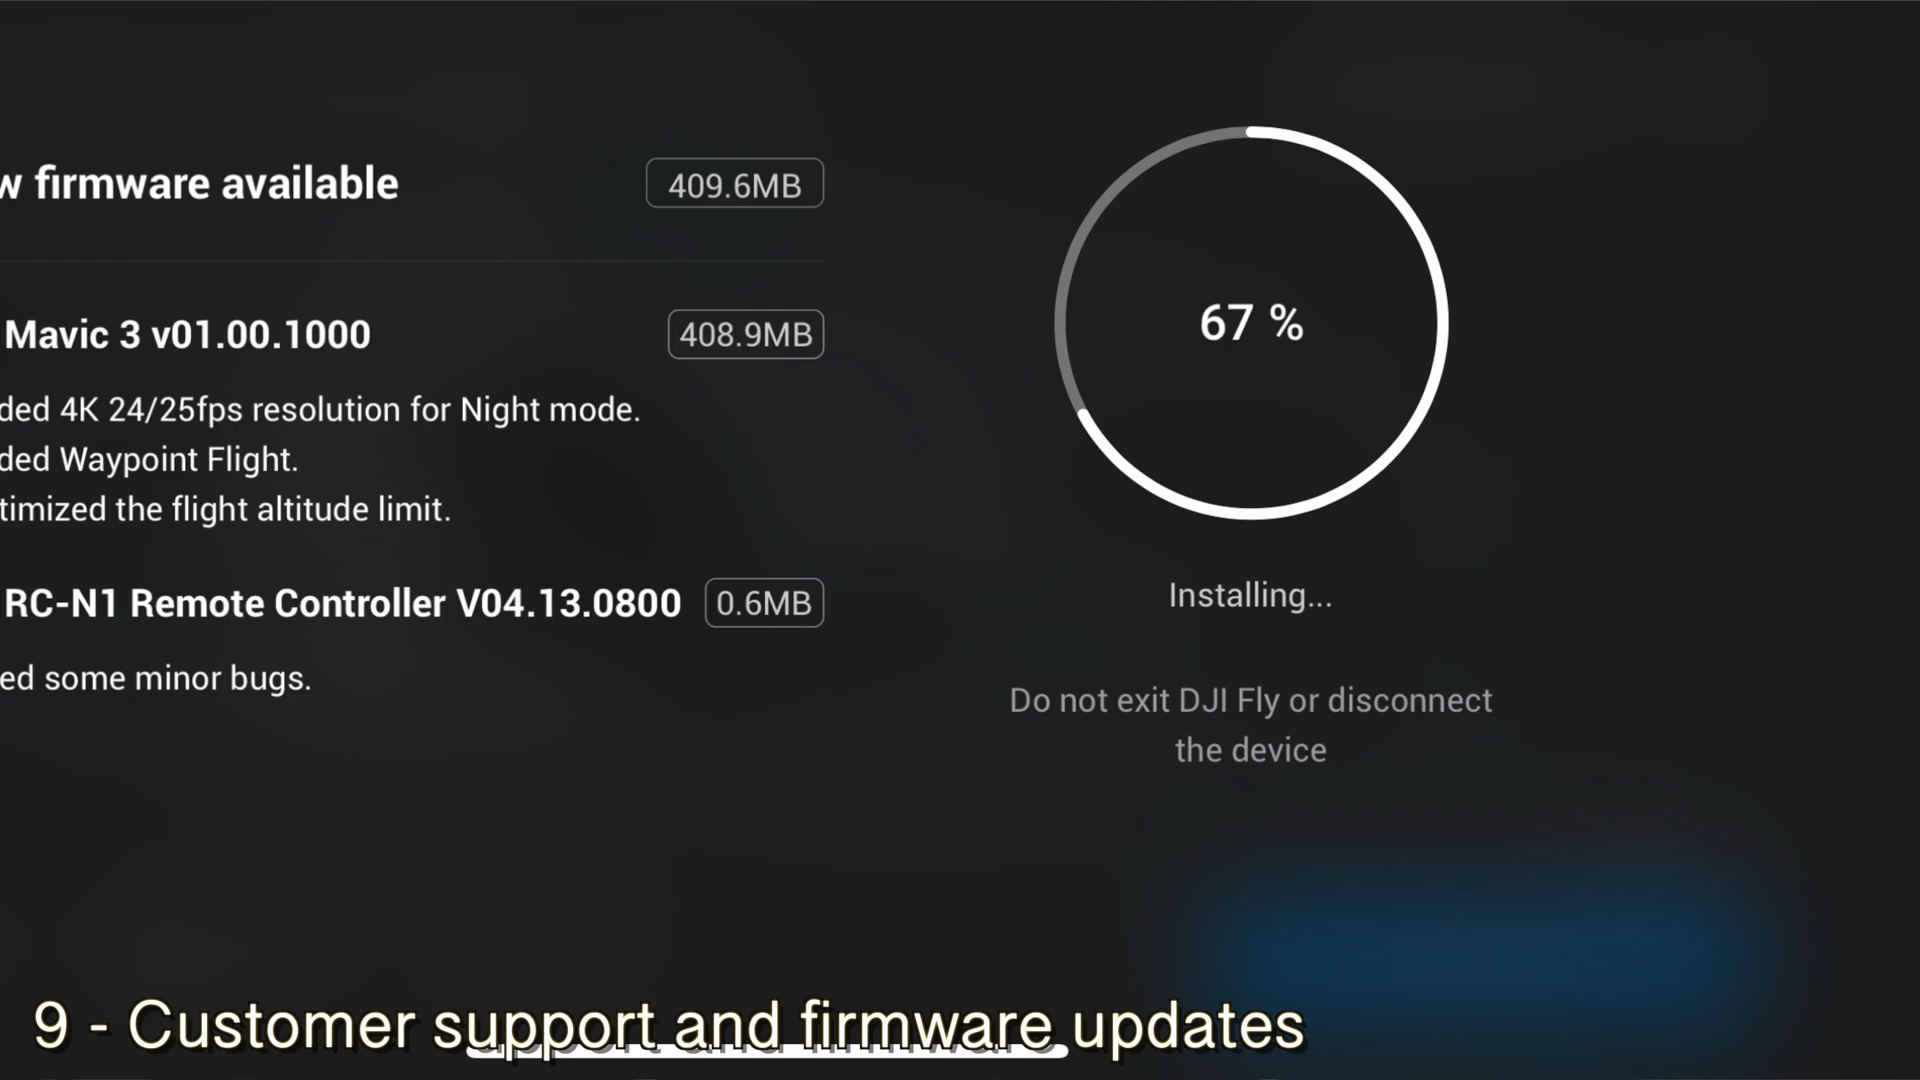 w firmware available
409.6MB
Mavic 3 v01.00.1000
408.9MB
ded 4K 24/25fps resolution for Night mode.
ded Waypoint Flight.
timized the flight altitude limit.
RC-N1 Remote Controller V04.13.0800
0.6MB
ed some minor bugs.
67 %
Installing...
Do not exit DJI Fly or disconnect
the device
9 - Customer support and firmware updates